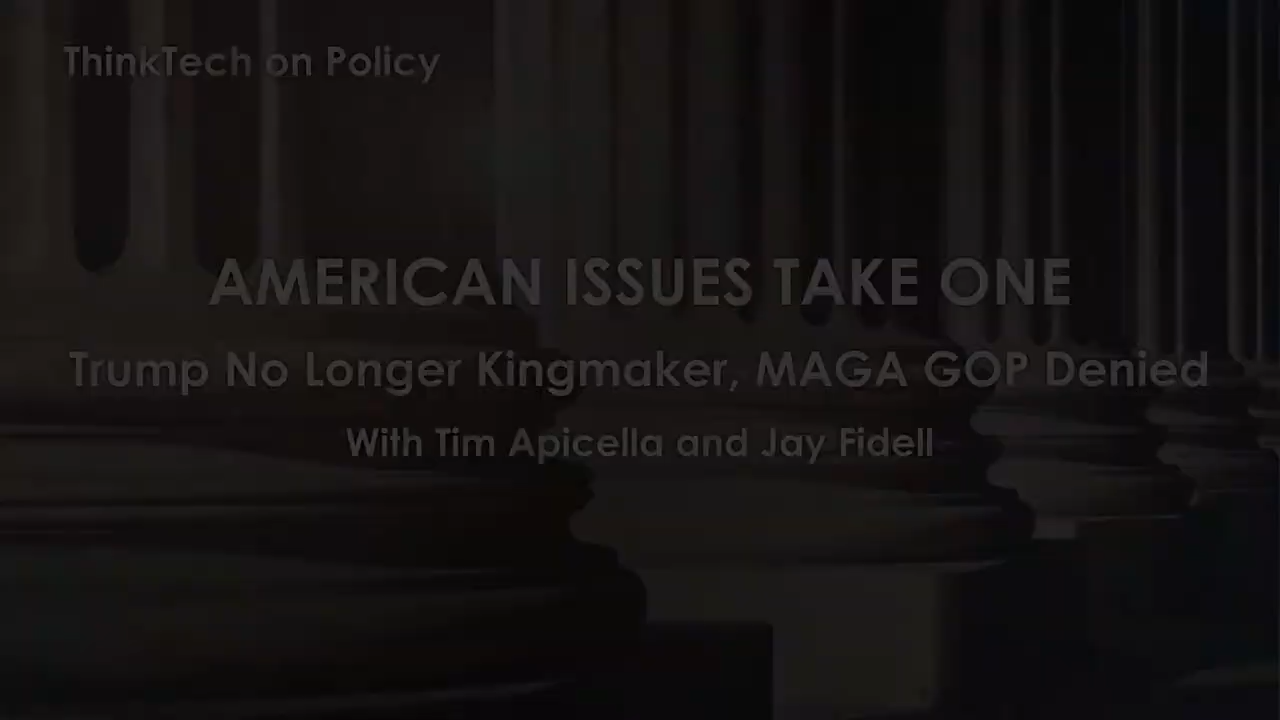 ThinkTech on Policy
AMERICAN ISSUES TAKE ONE
Trump No Longer Kingmaker, MAGA GOP Denied
With Tim Apicella and Jay Fidell